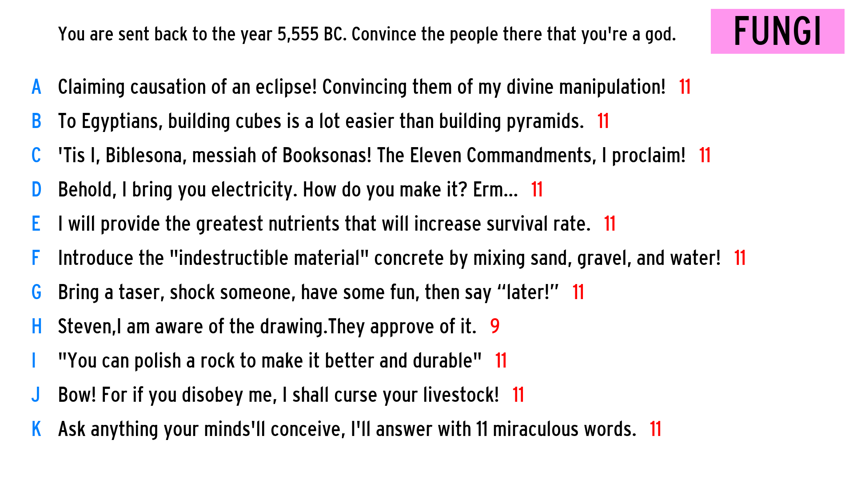 You are sent back to the year 5,555 BC. Convince the people there that you're a god.
FUNGI
A Claiming causation of an eclipse! Convincing them of my divine manipulation! 11
B To Egyptians, building cubes is a lot easier than building pyramids. 11
C 'Tis I, Biblesona, messiah of Booksonas! The Eleven Commandments, I proclaim! 11
D Behold, I bring you electricity. How do you make it? Erm... 11
E I will provide the greatest nutrients that will increase survival rate. 11
F Introduce the "indestructible material" concrete by mixing sand, gravel, and water! 11
G Bring a taser, shock someone, have some fun, then say “later!” 11
H Steven,I am aware of the drawing.They approve of it. 9
I "You can polish a rock to make it better and durable" 11
J Bow! For if you disobey me, I shall curse your livestock! 11
K Ask anything your minds'll conceive, I'll answer with 11 miraculous words. 11